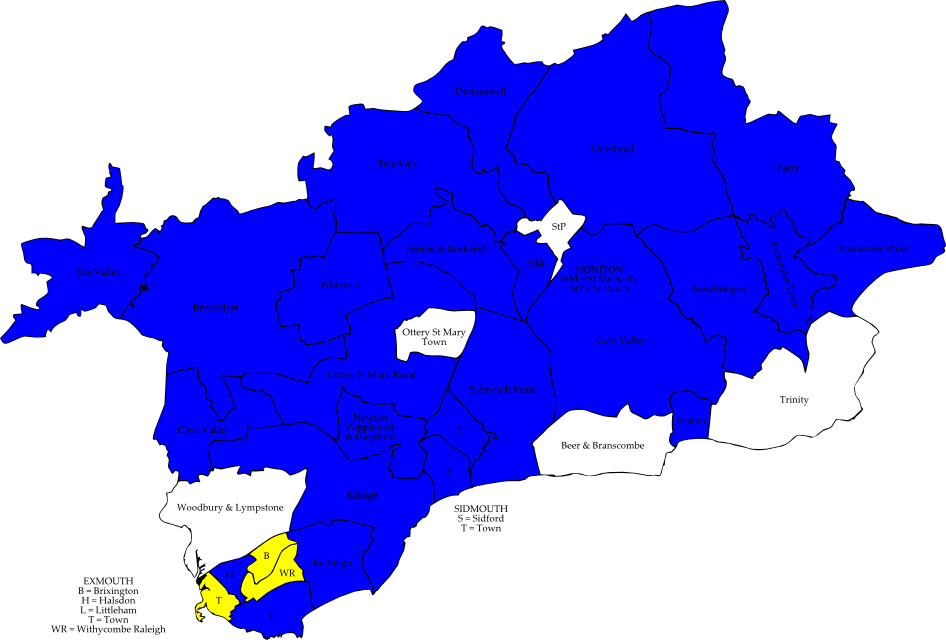 Dunkeswell
Otterhead
Tale Vale
Yarty
StP
Feniton & Buckerell
Axminster Rural
Exe Valley
StM
HONITON
StM = St Michael's
StP = St Paul's
Axminster Town
Whimple
Newbridges
Broadclyst
Ottery St Mary
Town
Coly Valley
Ottery St Mary Rural
Sidmouth Rural
Seaton
Trinity
Clyst Valley
Newton
Poppleford
& Harpford
S
Beer & Branscombe
T
Raleigh
Woodbury & Lympstone
SIDMOUTH
S = Sidford
T = Town
B
Budleigh
H
WR
EXMOUTH
B = Brixington
H = Halsdon
L = Littleham
T = Town
WR = Withycombe Raleigh
T
L